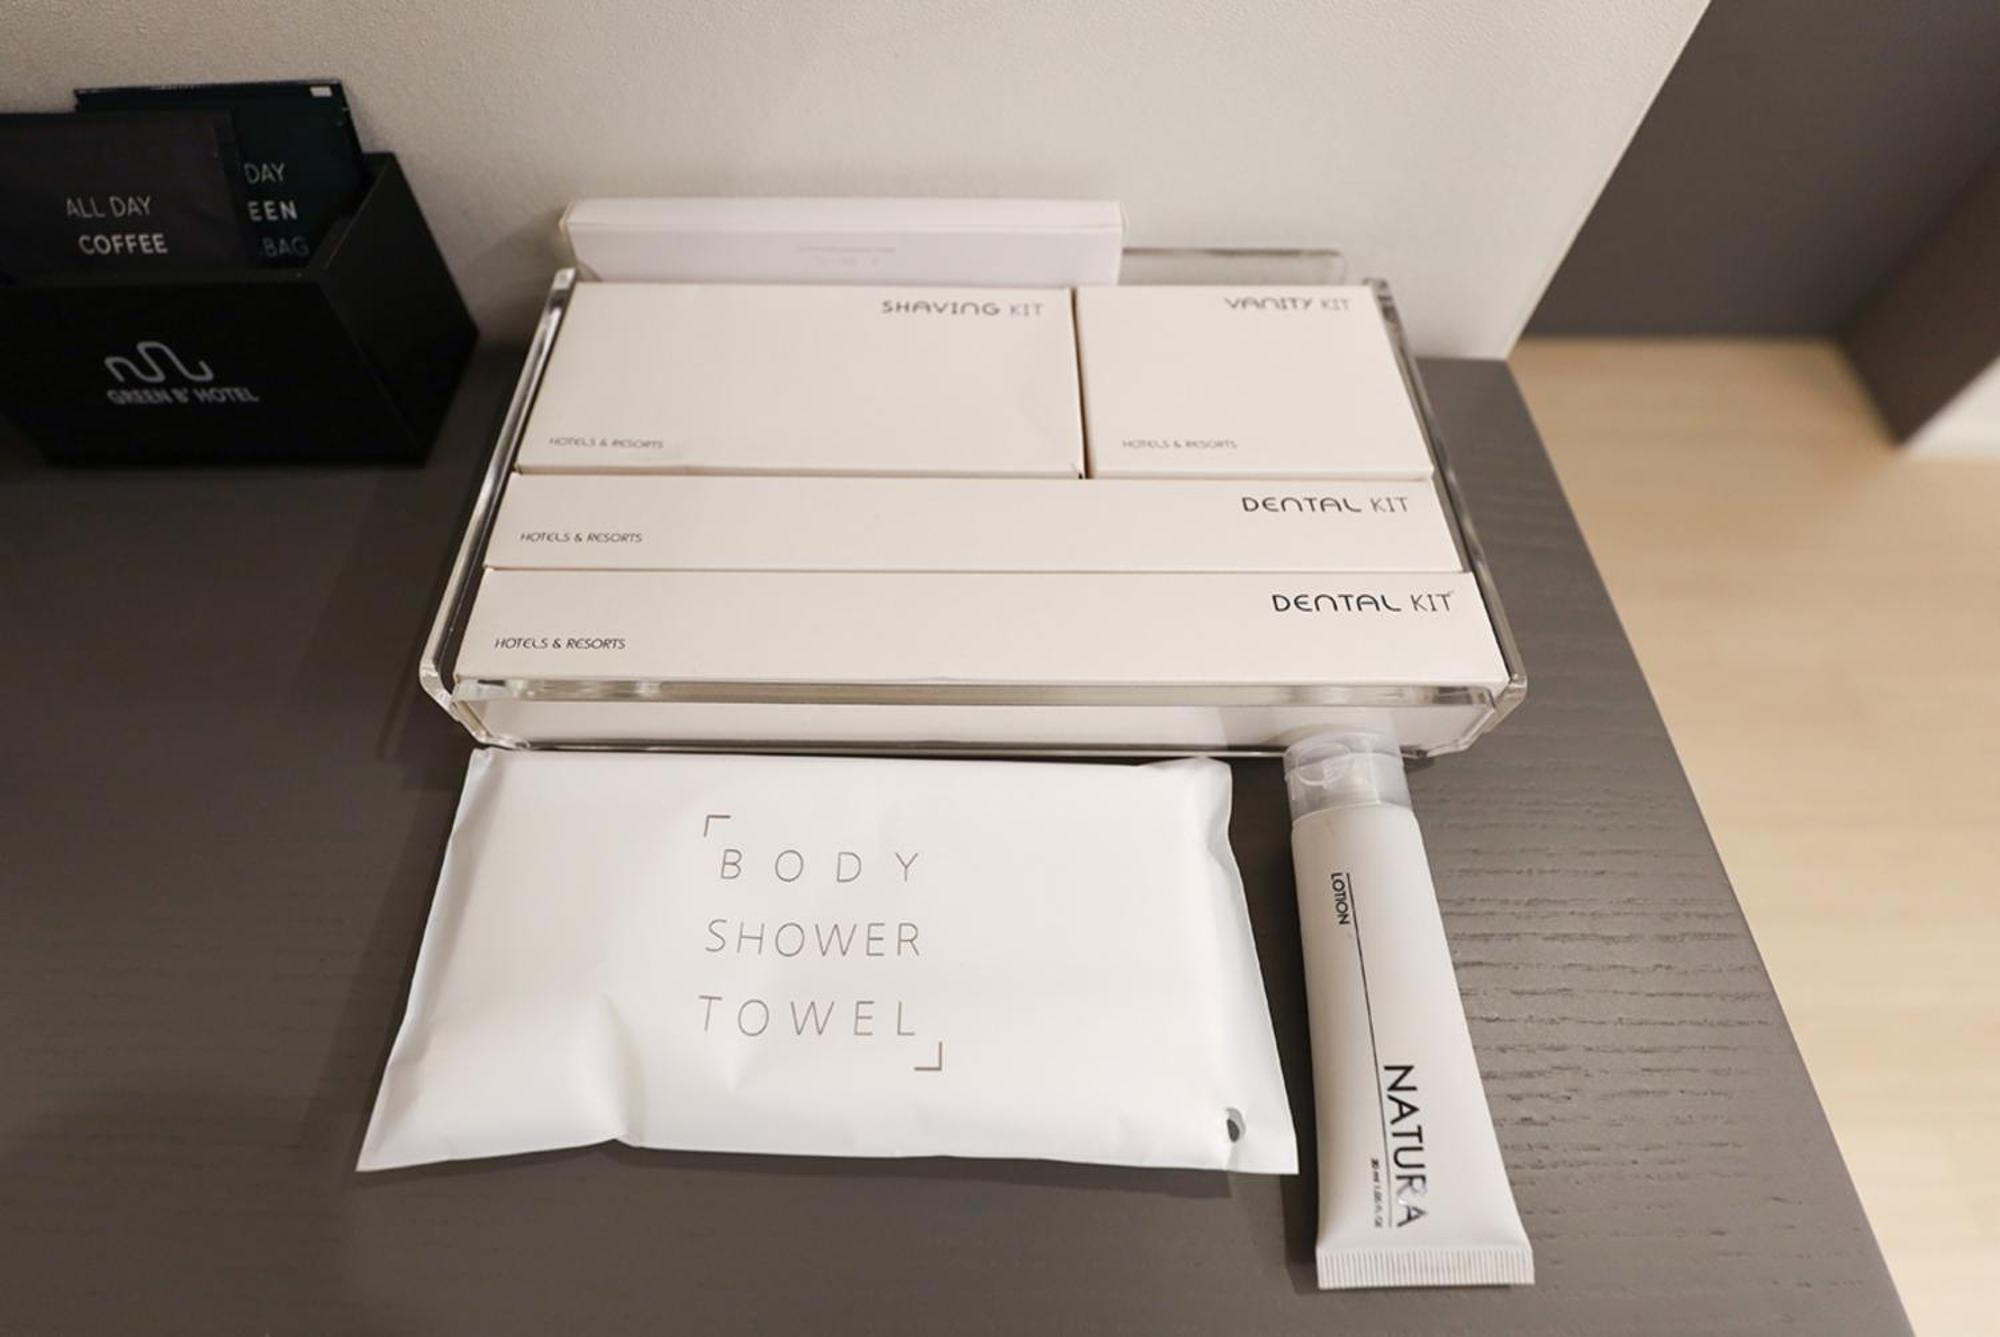 ALL DAY
COFFEE
DAY
EEN
BAG
GREEN B' HOTEL
SHAVING KIT
HOTELS & RESORTS
VANITY KIT
HOTELS & RESORTS
DENTAL KIT
HOTELS & RESORTS
DENTAL KIT
HOTELS & RESORTS
BODY
SHOWER
TOWEL
LOTION
NATURA